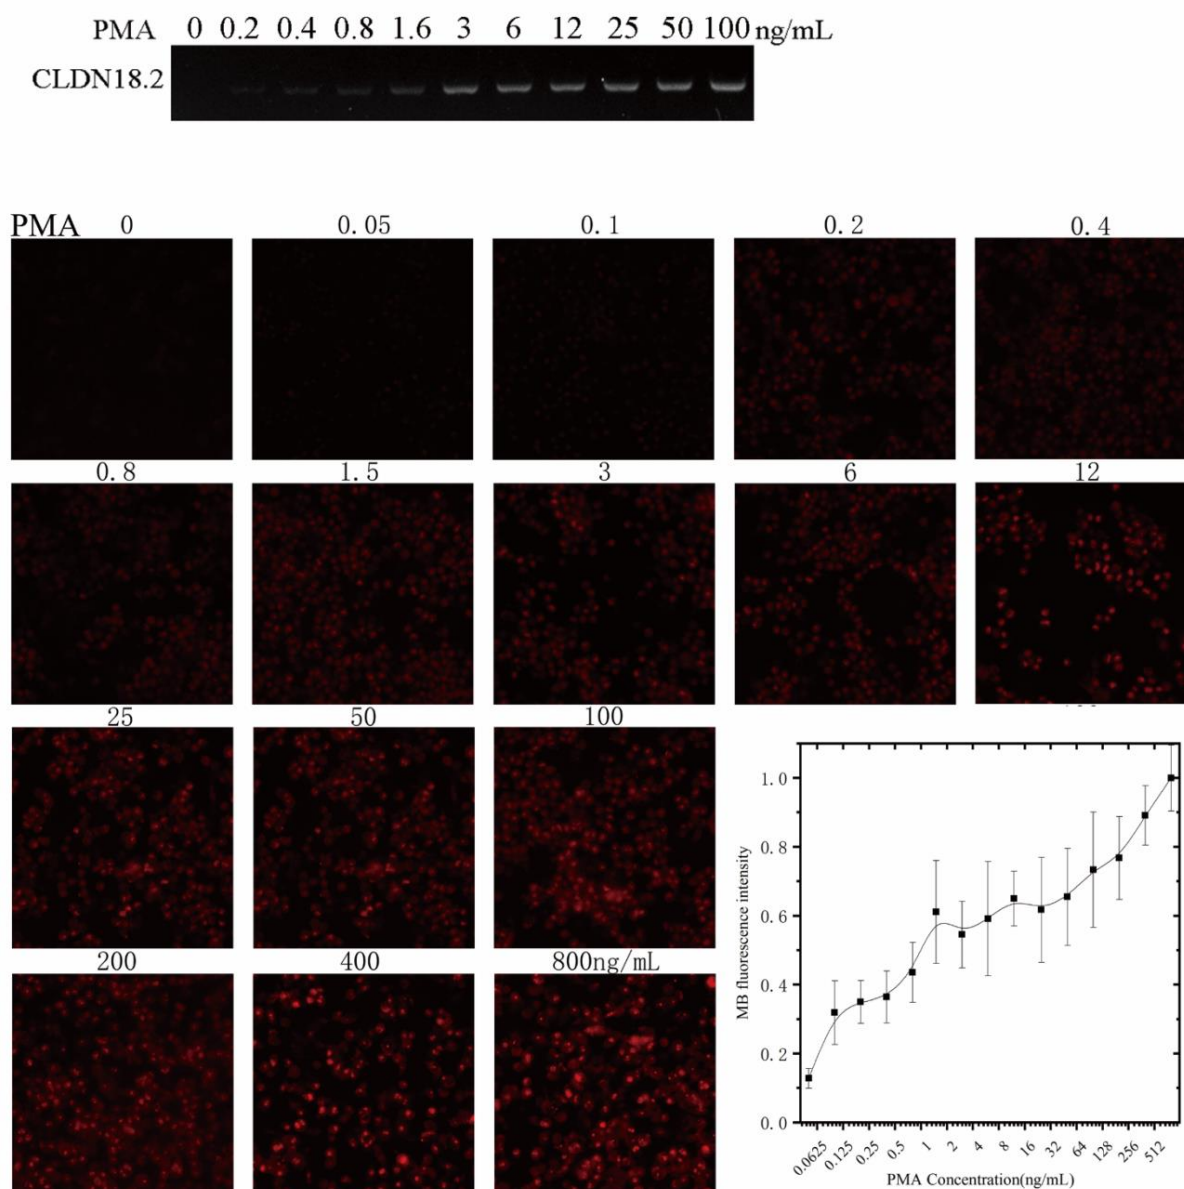 PMA 0 0.2 0.4 0.8 1.6 3 6 12 25 50 100 ng/mL
CLDN18.2
PMA 0 0.05 0.1 0.2 0.4
0.8 1.5 3 6 12
25 50 100
200 400 800ng/mL
1.0
0.8
0.6
0.4
0.2
0.0
MB fluorescence intensity
0.0625 0.125 0.25 0.5 1 2 4 8 16 32 64 128 256 512
PMA Concentration(ng/mL)